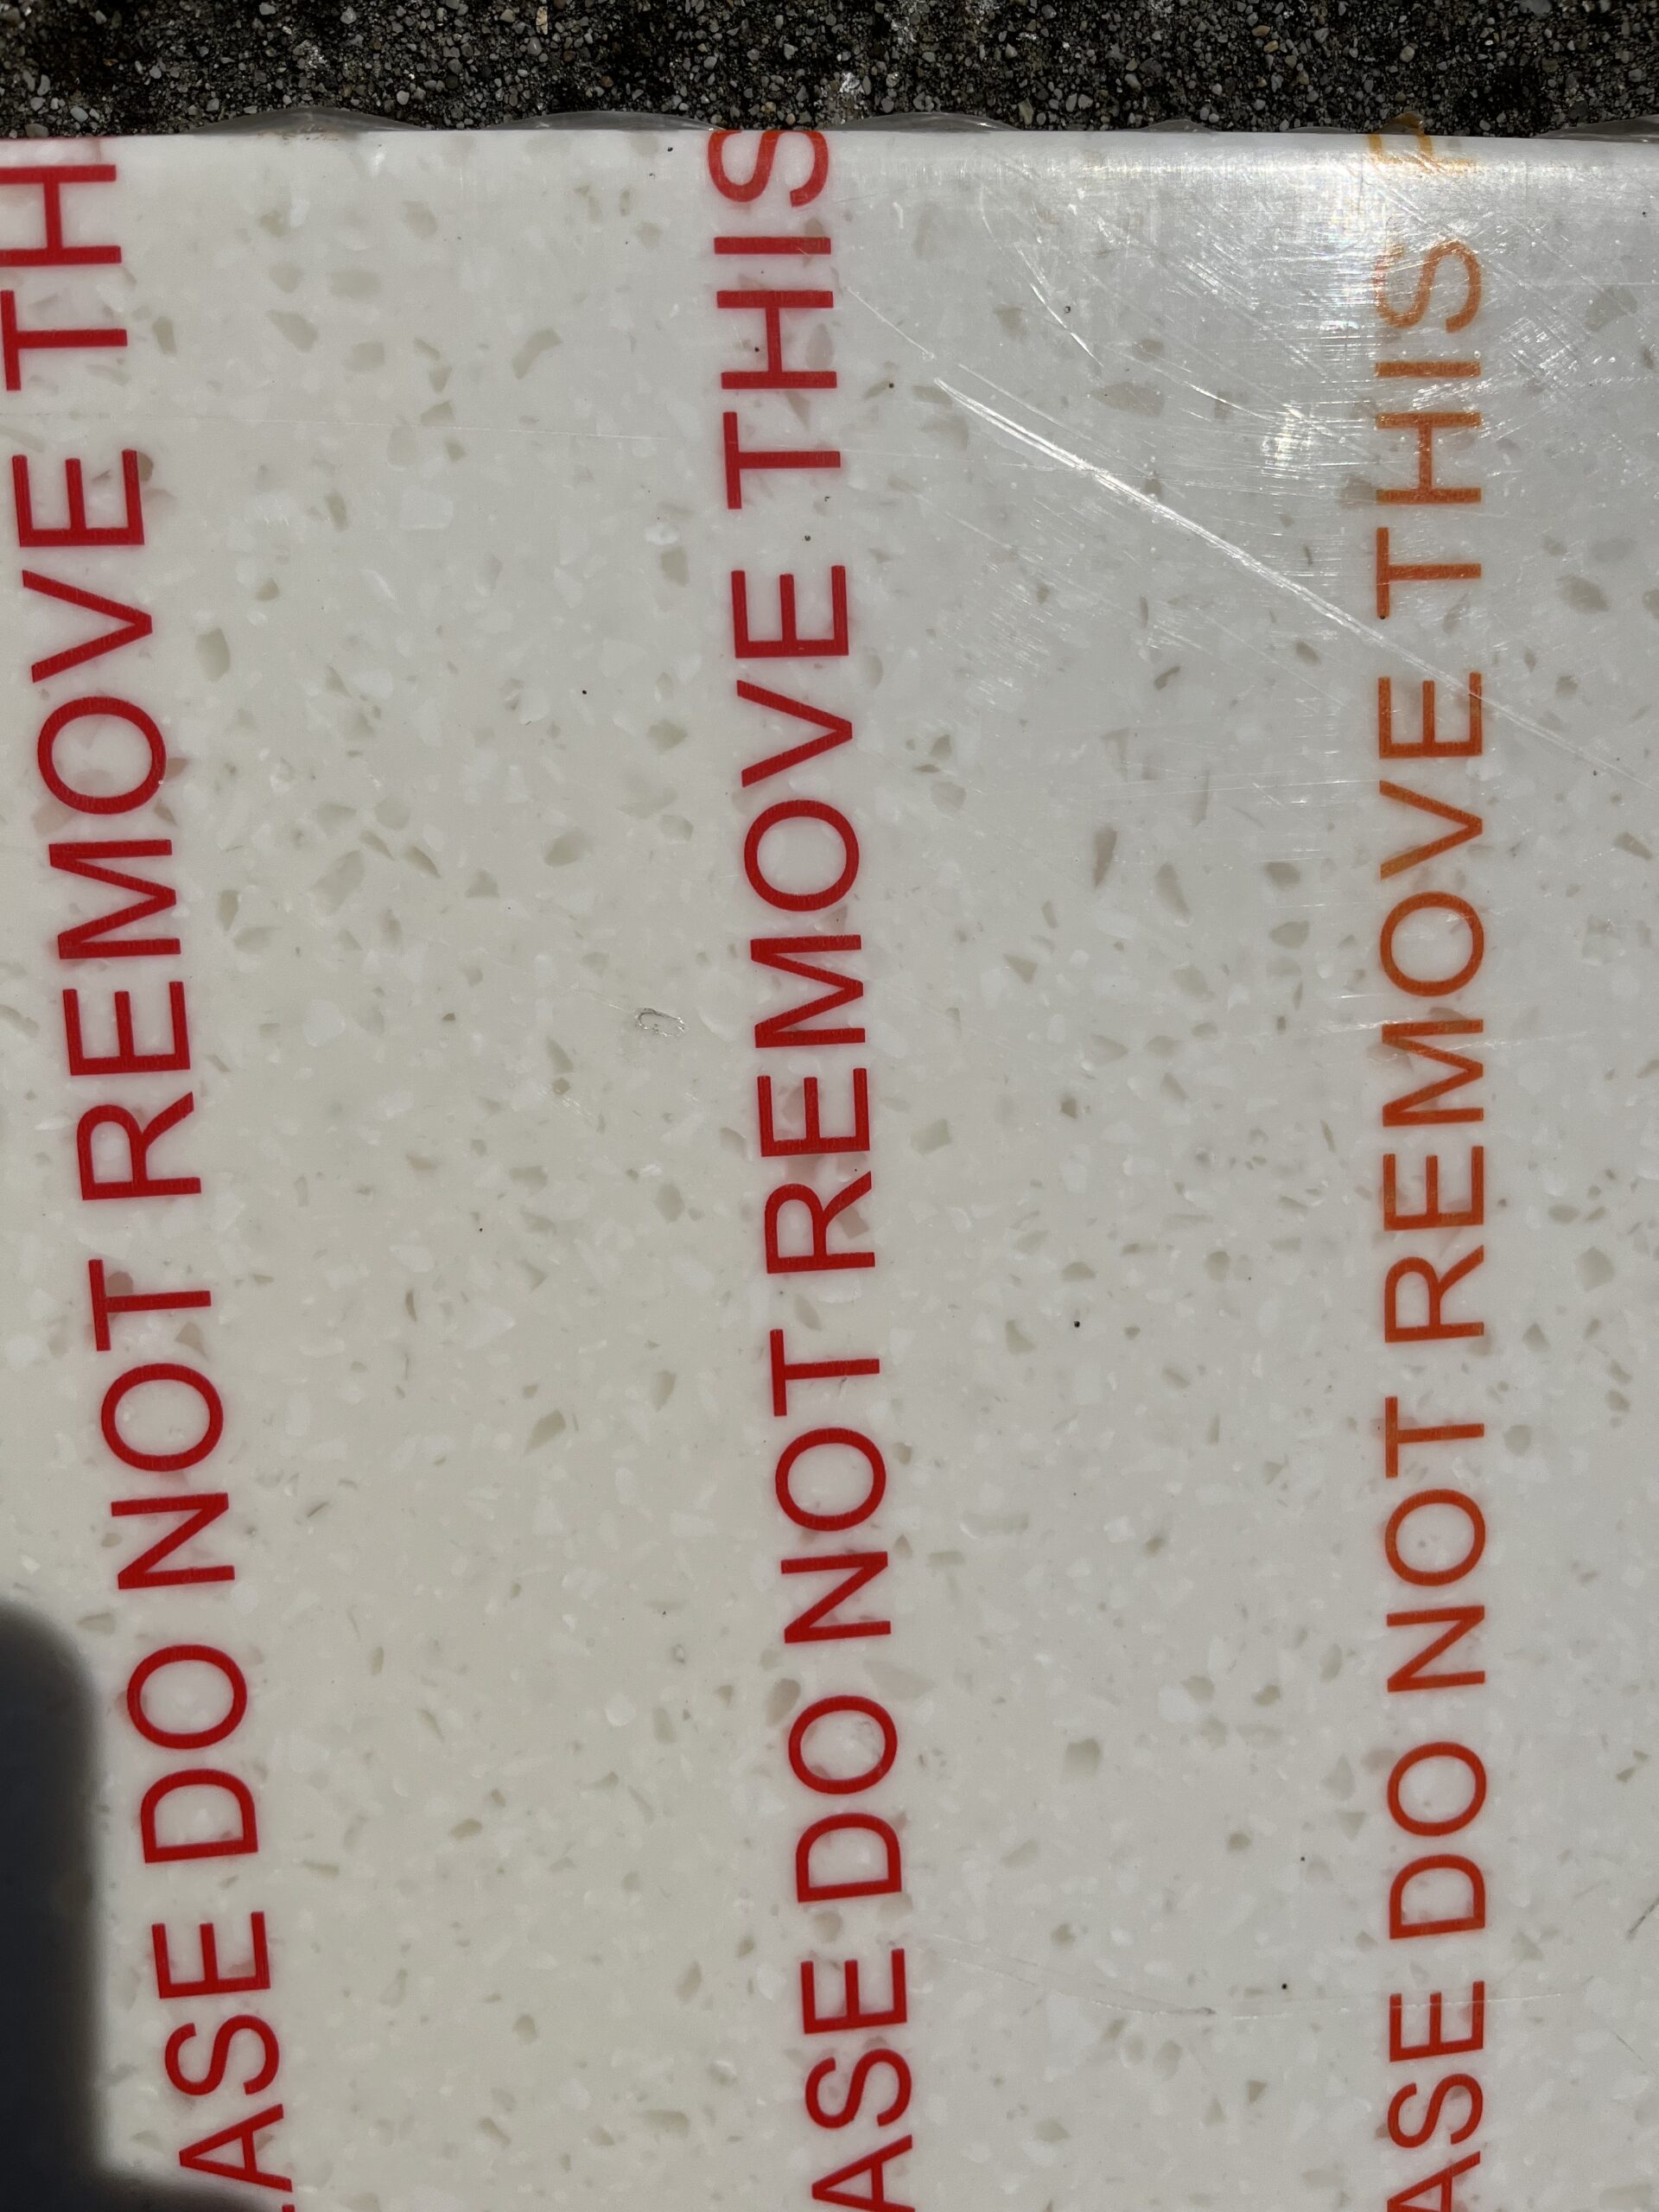 ASE DO NOT REMOVE TH
ASE DO NOT REMOVE THIS
ASE DO NOT REMOVE THIS P